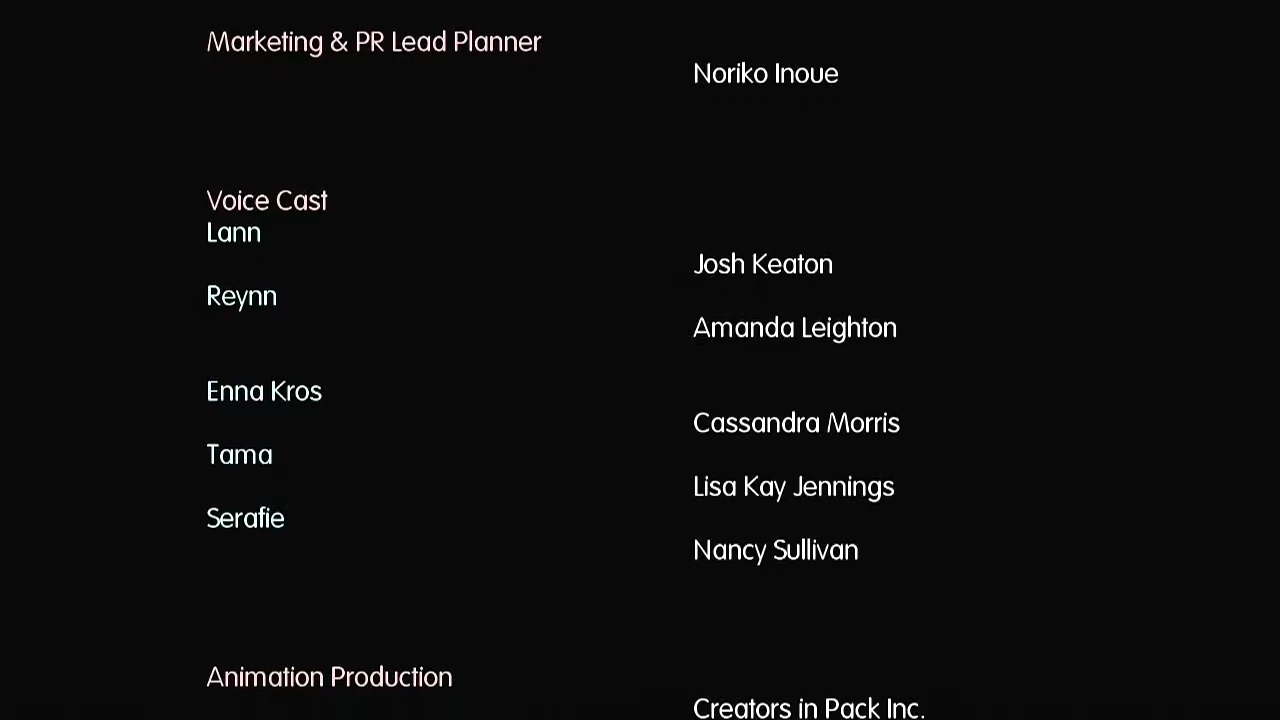 Marketing & PR Lead Planner
Noriko Inoue
Voice Cast
Lann
Josh Keaton
Reynn
Amanda Leighton
Enna Kros
Cassandra Morris
Tama
Lisa Kay Jennings
Serafie
Nancy Sullivan
Animation Production
Creators in Pack Inc.